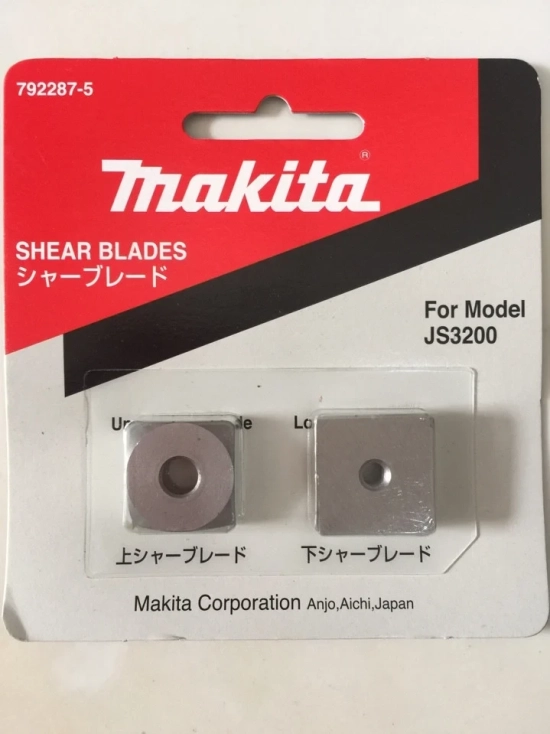 792287-5
makita®
SHEAR BLADES
シャーブレード
For Model
JS3200
上シャーブレード
下シャーブレード
Makita Corporation Anjo,Aichi,Japan